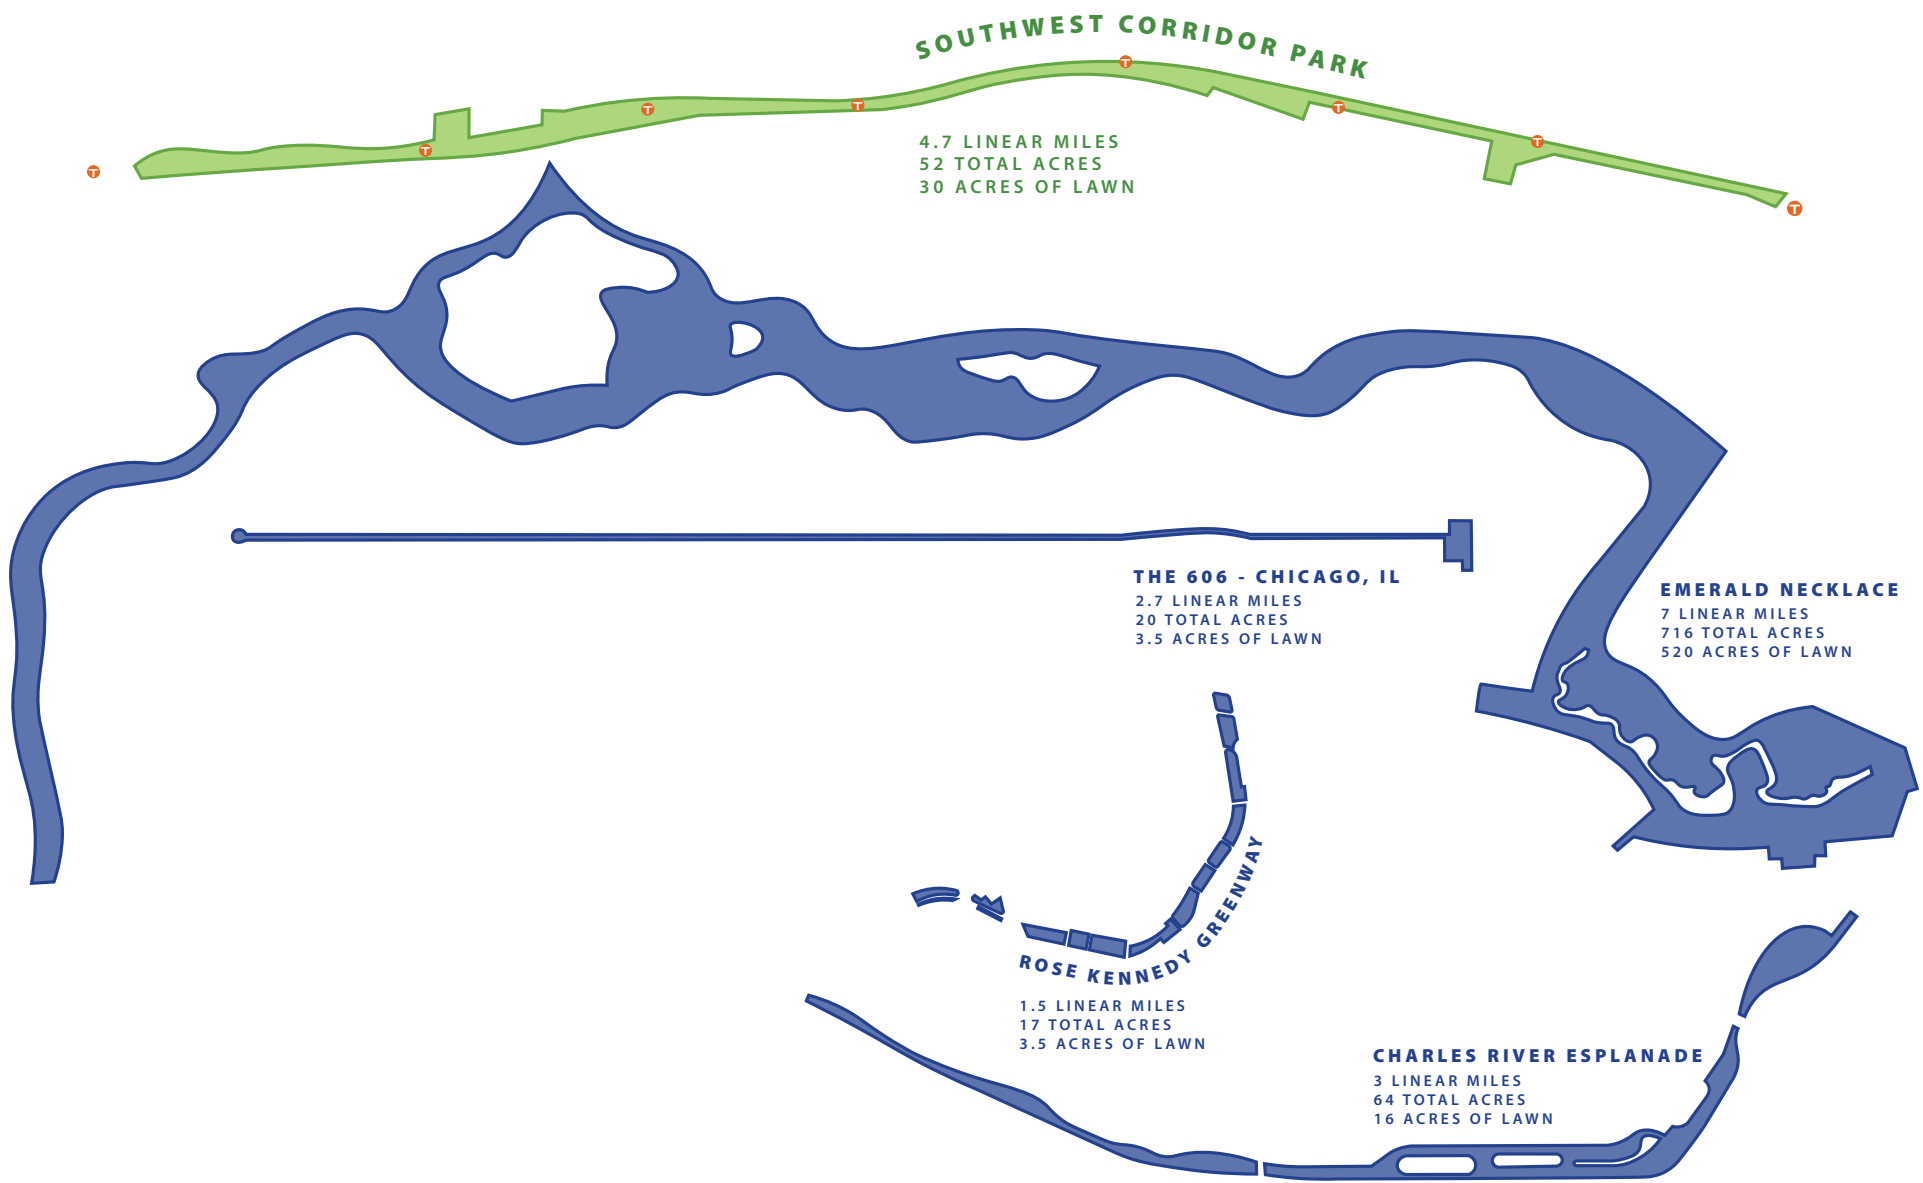 SOUTHWEST CORRIDOR PARK
T
T
T
T
T
T
T
T
4.7 LINEAR MILES
52 TOTAL ACRES
30 ACRES OF LAWN
THE 606 - CHICAGO, IL
2.7 LINEAR MILES
20 TOTAL ACRES
3.5 ACRES OF LAWN
EMERALD NECKLACE
7 LINEAR MILES
716 TOTAL ACRES
520 ACRES OF LAWN
ROSE KENNEDY GREENWAY
1.5 LINEAR MILES
17 TOTAL ACRES
3.5 ACRES OF LAWN
CHARLES RIVER ESPLANADE
3 LINEAR MILES
64 TOTAL ACRES
16 ACRES OF LAWN